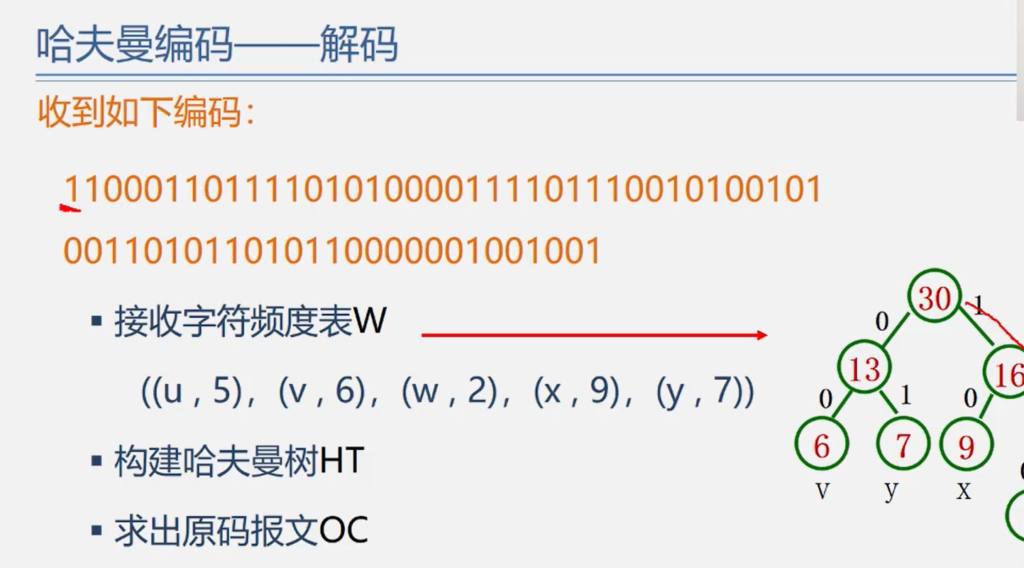 哈夫曼编码——解码
收到如下编码：
11000110111101010000111101110010100101
001101011010110000001001001
▪ 接收字符频度表W
((u , 5)，(v , 6)，(w , 2)，(x , 9)，(y , 7))
▪ 构建哈夫曼树HT
▪ 求出原码报文OC
30
0 1
13 16
0 1 0
6 7 9
v y x